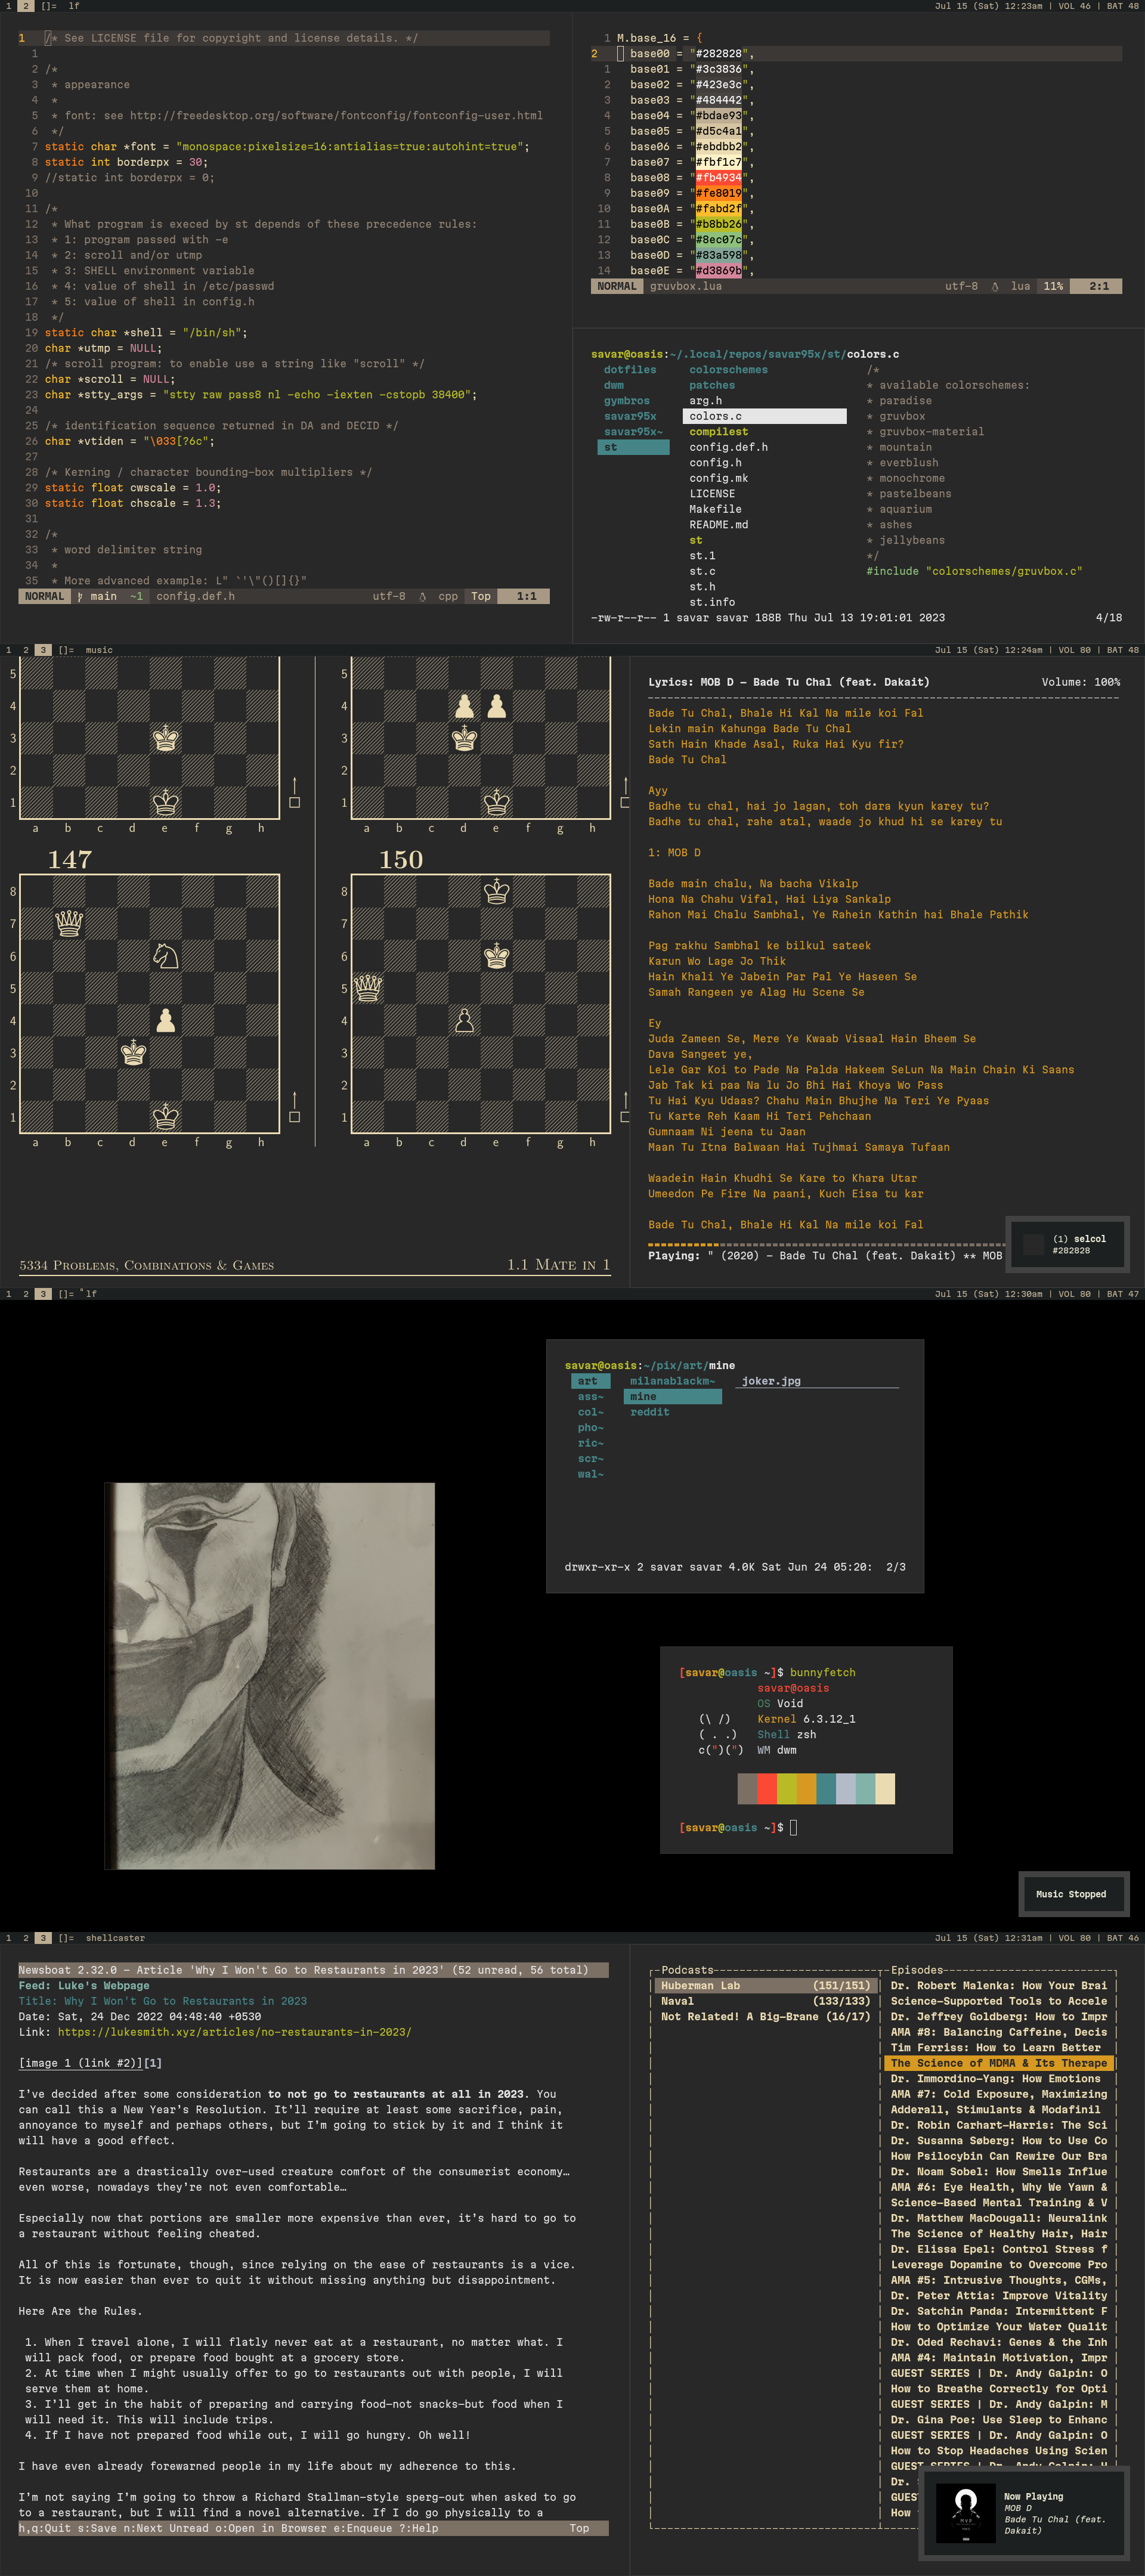 1 2 []= lf
Jul 15 (Sat) 12:23am | VOL 46 | BAT 48
1 /* See LICENSE file for copyright and license details. */
1
2 /*
3  * appearance
4  *
5  * font: see http://freedesktop.org/software/fontconfig/fontconfig-user.html
6  */
7 static char *font = "monospace:pixelsize=16:antialias=true:autohint=true";
8 static int borderpx = 30;
9 //static int borderpx = 0;
10
11 /*
12  * What program is execed by st depends of these precedence rules:
13  * 1: program passed with -e
14  * 2: scroll and/or utmp
15  * 3: SHELL environment variable
16  * 4: value of shell in /etc/passwd
17  * 5: value of shell in config.h
18  */
19 static char *shell = "/bin/sh";
20 char *utmp = NULL;
21 /* scroll program: to enable use a string like "scroll" */
22 char *scroll = NULL;
23 char *stty_args = "stty raw pass8 nl -echo -iexten -cstopb 38400";
24
25 /* identification sequence returned in DA and DECID */
26 char *vtiden = "\033[?6c";
27
28 /* Kerning / character bounding-box multipliers */
29 static float cwscale = 1.0;
30 static float chscale = 1.3;
31
32 /*
33  * word delimiter string
34  *
35  * More advanced example: L" `'\"()[]{}"
NORMAL main ~1 config.def.h utf-8 cpp Top 1:1
1 M.base_16 = {
2 base00 = "#282828",
1 base01 = "#3c3836",
2 base02 = "#423e3c",
3 base03 = "#484442",
4 base04 = "#bdae93",
5 base05 = "#d5c4a1",
6 base06 = "#ebdbb2",
7 base07 = "#fbf1c7",
8 base08 = "#fb4934",
9 base09 = "#fe8019",
10 base0A = "#fabd2f",
11 base0B = "#b8bb26",
12 base0C = "#8ec07c",
13 base0D = "#83a598",
14 base0E = "#d3869b",
NORMAL gruvbox.lua utf-8 lua 11% 2:1
savar@oasis:~/.local/repos/savar95x/st/colors.c
dotfiles colorschemes /*
dwm patches * available colorschemes:
gymbros arg.h * paradise
savar95x colors.c * gruvbox
savar95x~ compilest * gruvbox-material
st config.def.h * mountain
config.h * everblush
config.mk * monochrome
LICENSE * pastelbeans
Makefile * aquarium
README.md * ashes
st * jellybeans
st.1 */
st.c #include "colorschemes/gruvbox.c"
st.h
st.info
-rw-r--r-- 1 savar savar 188B Thu Jul 13 19:01:01 2023 4/18
1 2 3 []= music
Jul 15 (Sat) 12:24am | VOL 80 | BAT 48
5
4
3
2
1
a b c d e f g h
5
4
3
2
1
a b c d e f g h
147
8
7
6
5
4
3
2
1
a b c d e f g h
150
8
7
6
5
4
3
2
1
a b c d e f g h
5334 Problems, Combinations & Games
1.1 Mate in 1
Lyrics: MOB D - Bade Tu Chal (feat. Dakait) Volume: 100%
Bade Tu Chal, Bhale Hi Kal Na mile koi Fal
Lekin main Kahunga Bade Tu Chal
Sath Hain Khade Asal, Ruka Hai Kyu fir?
Bade Tu Chal
Ayy
Badhe tu chal, hai jo lagan, toh dara kyun karey tu?
Badhe tu chal, rahe atal, waade jo khud hi se karey tu
1: MOB D
Bade main chalu, Na bacha Vikalp
Hona Na Chahu Vifal, Hai Liya Sankalp
Rahon Mai Chalu Sambhal, Ye Rahein Kathin hai Bhale Pathik
Pag rakhu Sambhal ke bilkul sateek
Karun Wo Lage Jo Thik
Hain Khali Ye Jabein Par Pal Ye Haseen Se
Samah Rangeen ye Alag Hu Scene Se
Ey
Juda Zameen Se, Mere Ye Kwaab Visaal Hain Bheem Se
Dava Sangeet ye,
Lele Gar Koi to Pade Na Palda Hakeem SeLun Na Main Chain Ki Saans
Jab Tak ki paa Na lu Jo Bhi Hai Khoya Wo Pass
Tu Hai Kyu Udaas? Chahu Main Bhujhe Na Teri Ye Pyaas
Tu Karte Reh Kaam Hi Teri Pehchaan
Gumnaam Ni jeena tu Jaan
Maan Tu Itna Balwaan Hai Tujhmai Samaya Tufaan
Waadein Hain Khudhi Se Kare to Khara Utar
Umeedon Pe Fire Na paani, Kuch Eisa tu kar
Bade Tu Chal, Bhale Hi Kal Na mile koi Fal
Playing: " (2020) - Bade Tu Chal (feat. Dakait) ** MOB
(1) selcol
#282828
1 2 3 []= lf
Jul 15 (Sat) 12:30am | VOL 80 | BAT 47
savar@oasis:~/pix/art/mine
art milanablackm~ joker.jpg
ass~ mine
col~ reddit
pho~
ric~
scr~
wal~
drwxr-xr-x 2 savar savar 4.0K Sat Jun 24 05:20: 2/3
[savar@oasis ~]$ bunnyfetch
savar@oasis
OS Void
(\ /) Kernel 6.3.12_1
( . .) Shell zsh
c(")(") WM dwm
[savar@oasis ~]$
Music Stopped
1 2 3 []= shellcaster
Jul 15 (Sat) 12:31am | VOL 80 | BAT 46
Newsboat 2.32.0 - Article 'Why I Won't Go to Restaurants in 2023' (52 unread, 56 total)
Feed: Luke's Webpage
Title: Why I Won't Go to Restaurants in 2023
Date: Sat, 24 Dec 2022 04:48:40 +0530
Link: https://lukesmith.xyz/articles/no-restaurants-in-2023/
[image 1 (link #2)][1]
I've decided after some consideration to not go to restaurants at all in 2023. You
can call this a New Year's Resolution. It'll require at least some sacrifice, pain,
annoyance to myself and perhaps others, but I'm going to stick by it and I think it
will have a good effect.
Restaurants are a drastically over-used creature comfort of the consumerist economy…
even worse, nowadays they're not even comfortable…
Especially now that portions are smaller more expensive than ever, it's hard to go to
a restaurant without feeling cheated.
All of this is fortunate, though, since relying on the ease of restaurants is a vice.
It is now easier than ever to quit it without missing anything but disappointment.
Here Are the Rules.
1. When I travel alone, I will flatly never eat at a restaurant, no matter what. I
will pack food, or prepare food bought at a grocery store.
2. At time when I might usually offer to go to restaurants out with people, I will
serve them at home.
3. I'll get in the habit of preparing and carrying food-not snacks-but food when I
will need it. This will include trips.
4. If I have not prepared food while out, I will go hungry. Oh well!
I have even already forewarned people in my life about my adherence to this.
I'm not saying I'm going to throw a Richard Stallman-style sperg-out when asked to go
to a restaurant, but I will find a novel alternative. If I do go physically to a
h,q:Quit s:Save n:Next Unread o:Open in Browser e:Enqueue ?:Help Top
Podcasts
Huberman Lab (151/151)
Naval (133/133)
Not Related! A Big-Brane (16/17)
Episodes
Dr. Robert Malenka: How Your Brai
Science-Supported Tools to Accele
Dr. Jeffrey Goldberg: How to Impr
AMA #8: Balancing Caffeine, Decis
Tim Ferriss: How to Learn Better
The Science of MDMA & Its Therape
Dr. Immordino-Yang: How Emotions
AMA #7: Cold Exposure, Maximizing
Adderall, Stimulants & Modafinil
Dr. Robin Carhart-Harris: The Sci
Dr. Susanna Søberg: How to Use Co
How Psilocybin Can Rewire Our Bra
Dr. Noam Sobel: How Smells Influe
AMA #6: Eye Health, Why We Yawn &
Science-Based Mental Training & V
Dr. Matthew MacDougall: Neuralink
The Science of Healthy Hair, Hair
Dr. Elissa Epel: Control Stress f
Leverage Dopamine to Overcome Pro
AMA #5: Intrusive Thoughts, CGMs,
Dr. Peter Attia: Improve Vitality
Dr. Satchin Panda: Intermittent F
How to Optimize Your Water Qualit
Dr. Oded Rechavi: Genes & the Inh
AMA #4: Maintain Motivation, Impr
GUEST SERIES | Dr. Andy Galpin: O
How to Breathe Correctly for Opti
GUEST SERIES | Dr. Andy Galpin: M
Dr. Gina Poe: Use Sleep to Enhanc
GUEST SERIES | Dr. Andy Galpin: O
How to Stop Headaches Using Scien
GUEST SERIES | Dr. Andy Galpin: H
Dr.
GUES
How
Now Playing
MOB D
Bade Tu Chal (feat.
Dakait)